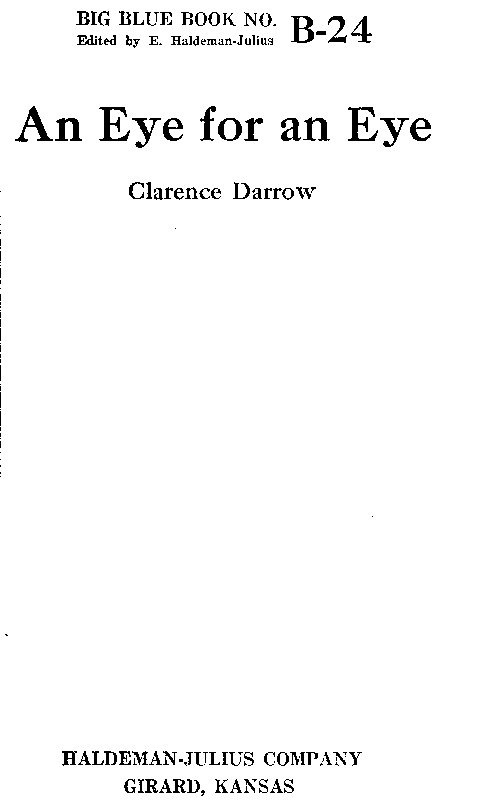 BIG BLUE BOOK NO. B-24
Edited by E. Haldeman-Julius
An Eye for an Eye
Clarence Darrow
HALDEMAN-JULIUS COMPANY
GIRARD, KANSAS